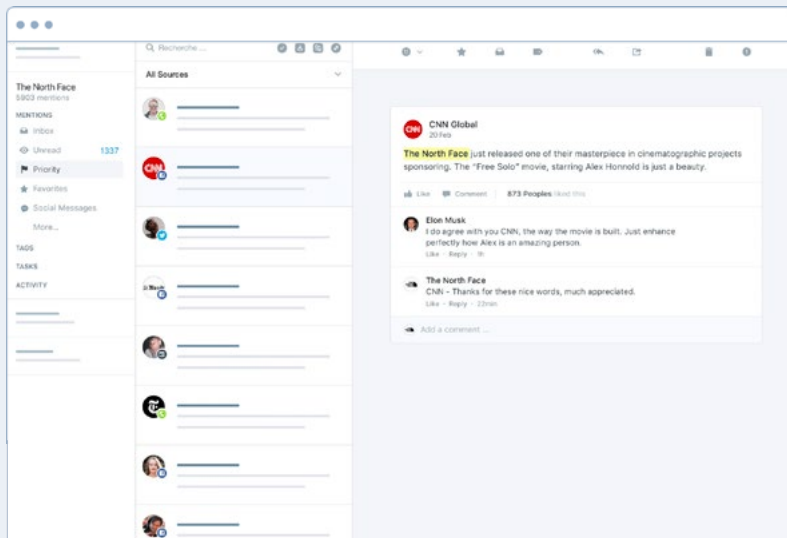 Recherche ...
All Sources
The North Face
5803 mentions
MENTIONS
Inbox
Unread 1337
Priority
Favorites
Social Messages
More...
TAGS
TASKS
ACTIVITY
CNN
CNN
CNN Global
20 Feb
The North Face just released one of their masterpiece in cinematographic projects
sponsoring. The "Free Solo" movie, starring Alex Honnold is just a beauty.
Like Comment 873 Peoples liked this
Elon Musk
I do agree with you CNN, the way the movie is built. Just enhance
perfectly how Alex is an amazing person.
Like - Reply - 1h
The North Face
CNN - Thanks for these nice words, much appreciated.
Like - Reply - 22min
Add a comment ...